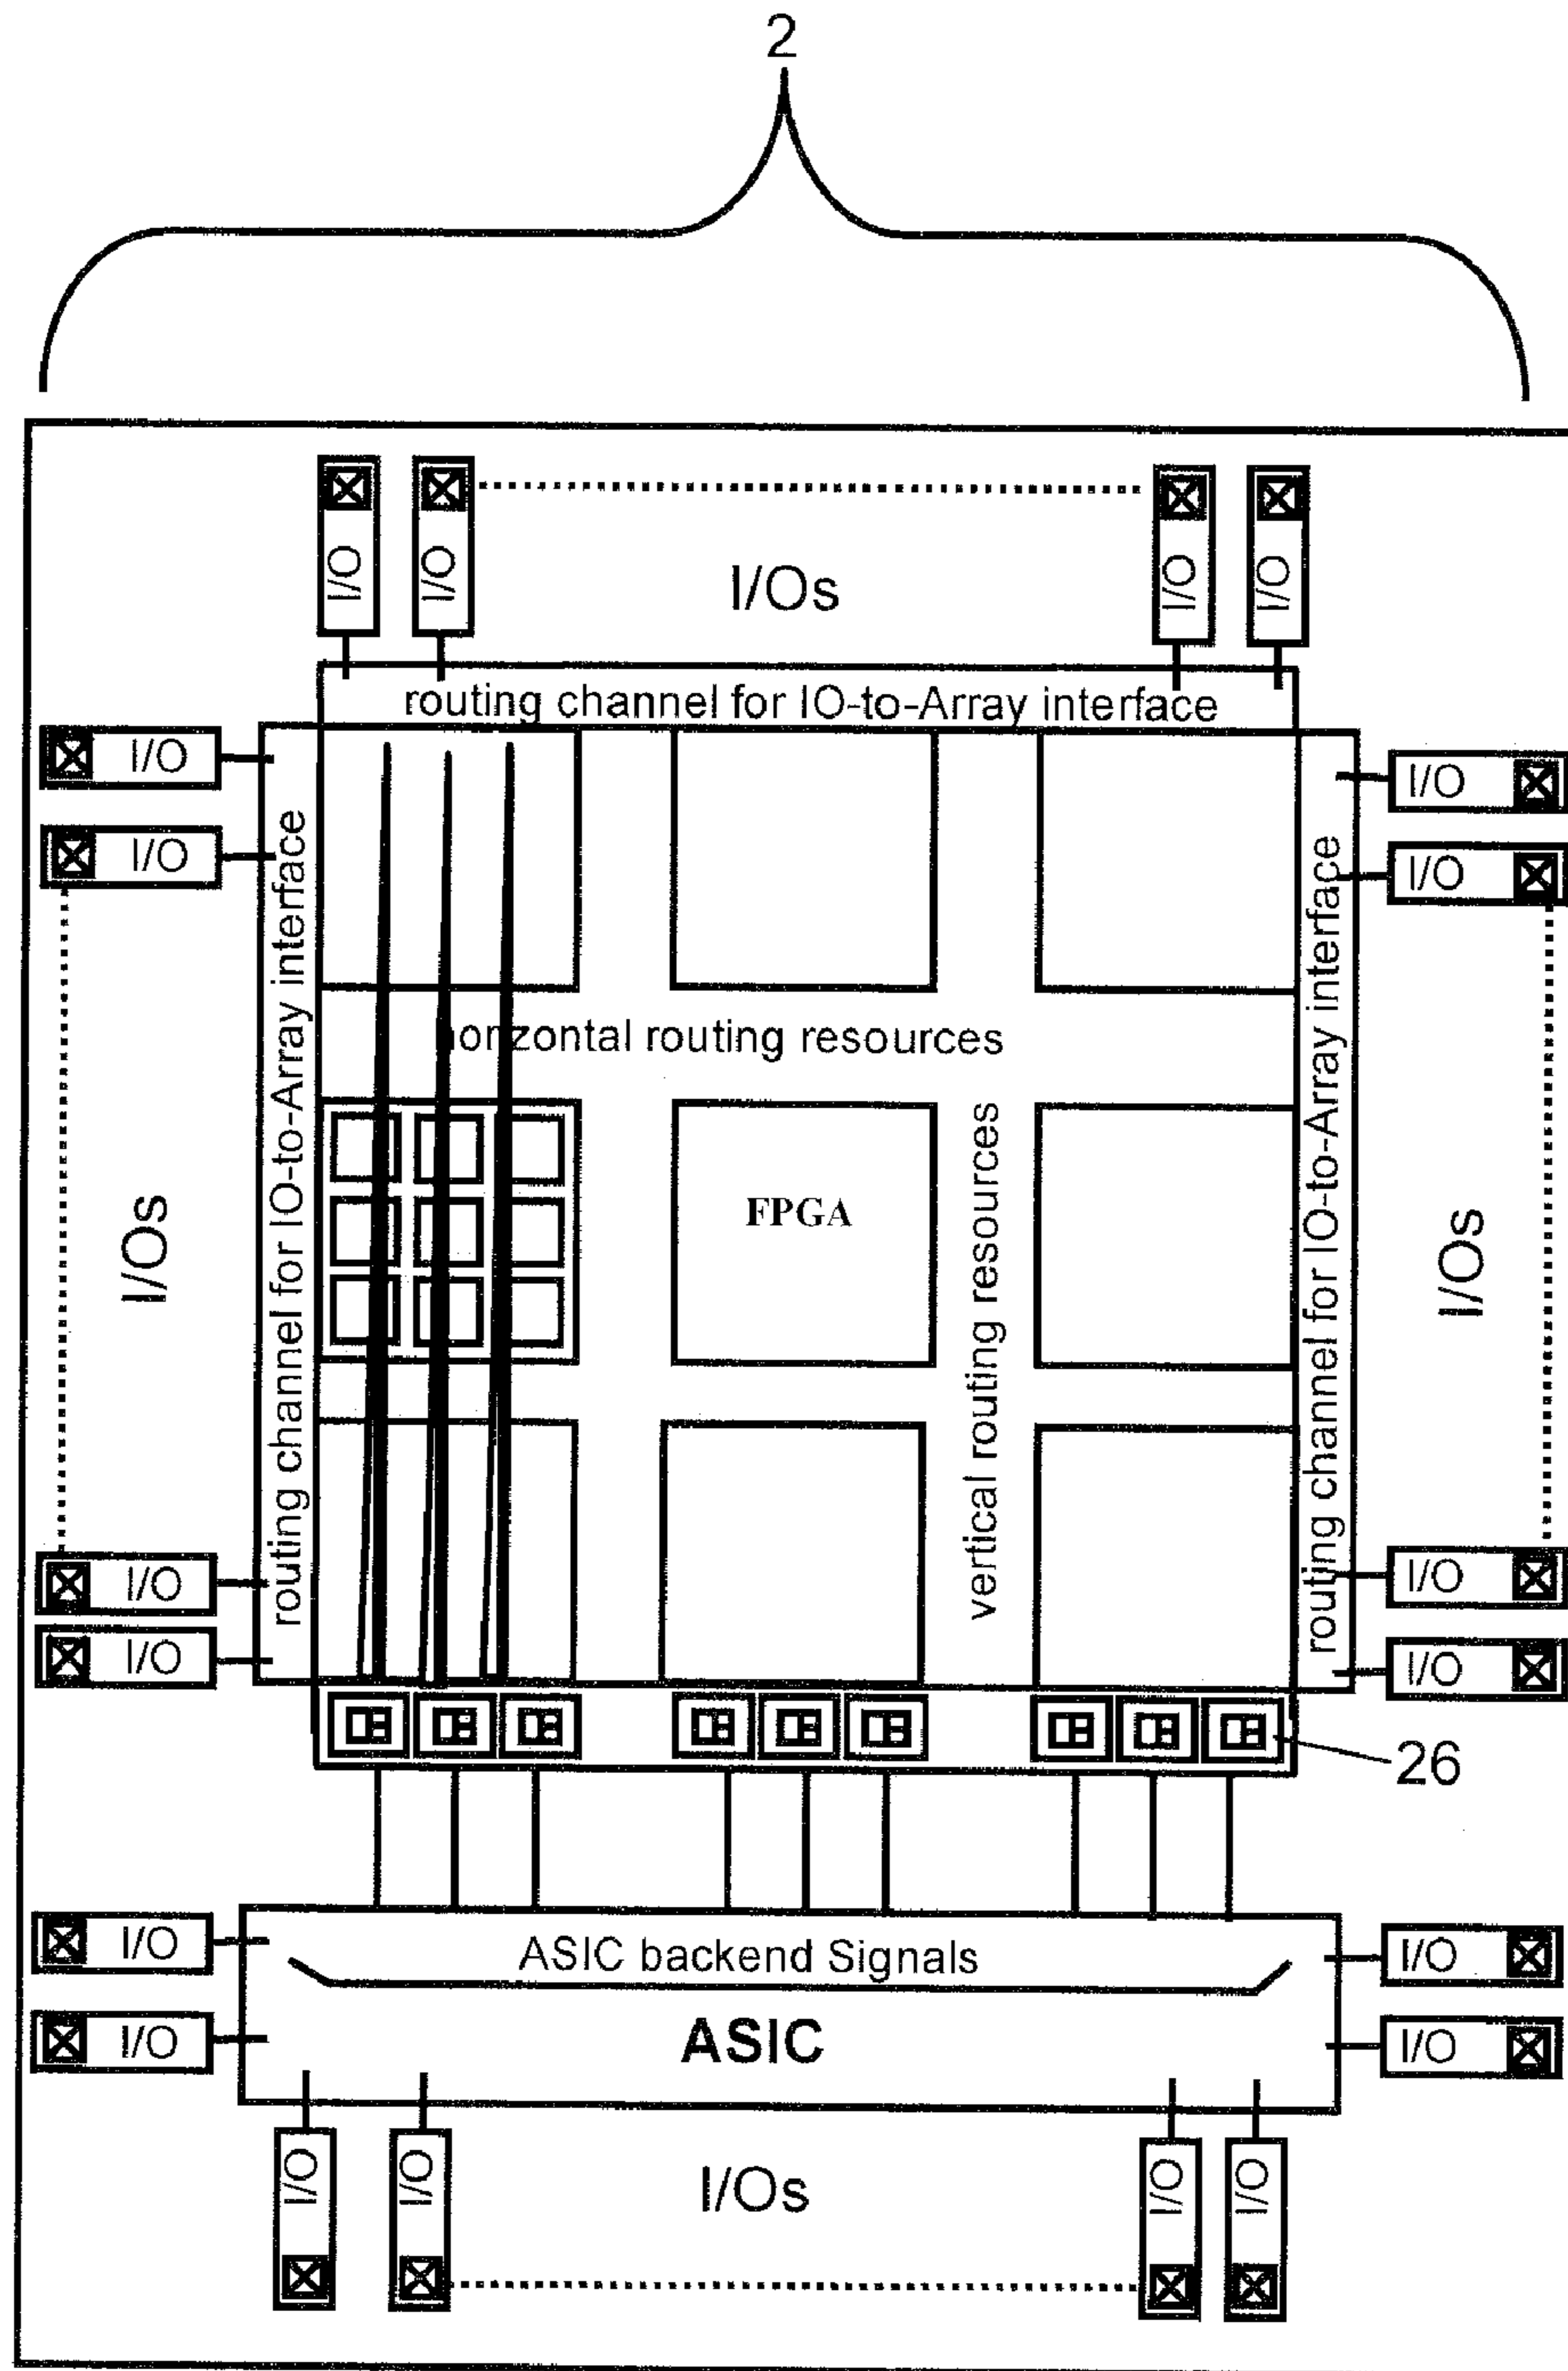 2
I/O I/O I/O I/O
I/Os
routing channel for IO-to-Array interface
I/O I/O
I/O I/O
routing channel for IO-to-Array interface
routing channel for IO-to-Array interface
horizontal routing resources
vertical routing resources
FPGA
I/Os
I/Os
I/O I/O
I/O I/O
26
ASIC backend Signals
ASIC
I/O I/O
I/O I/O
I/O I/O I/O I/O
I/Os